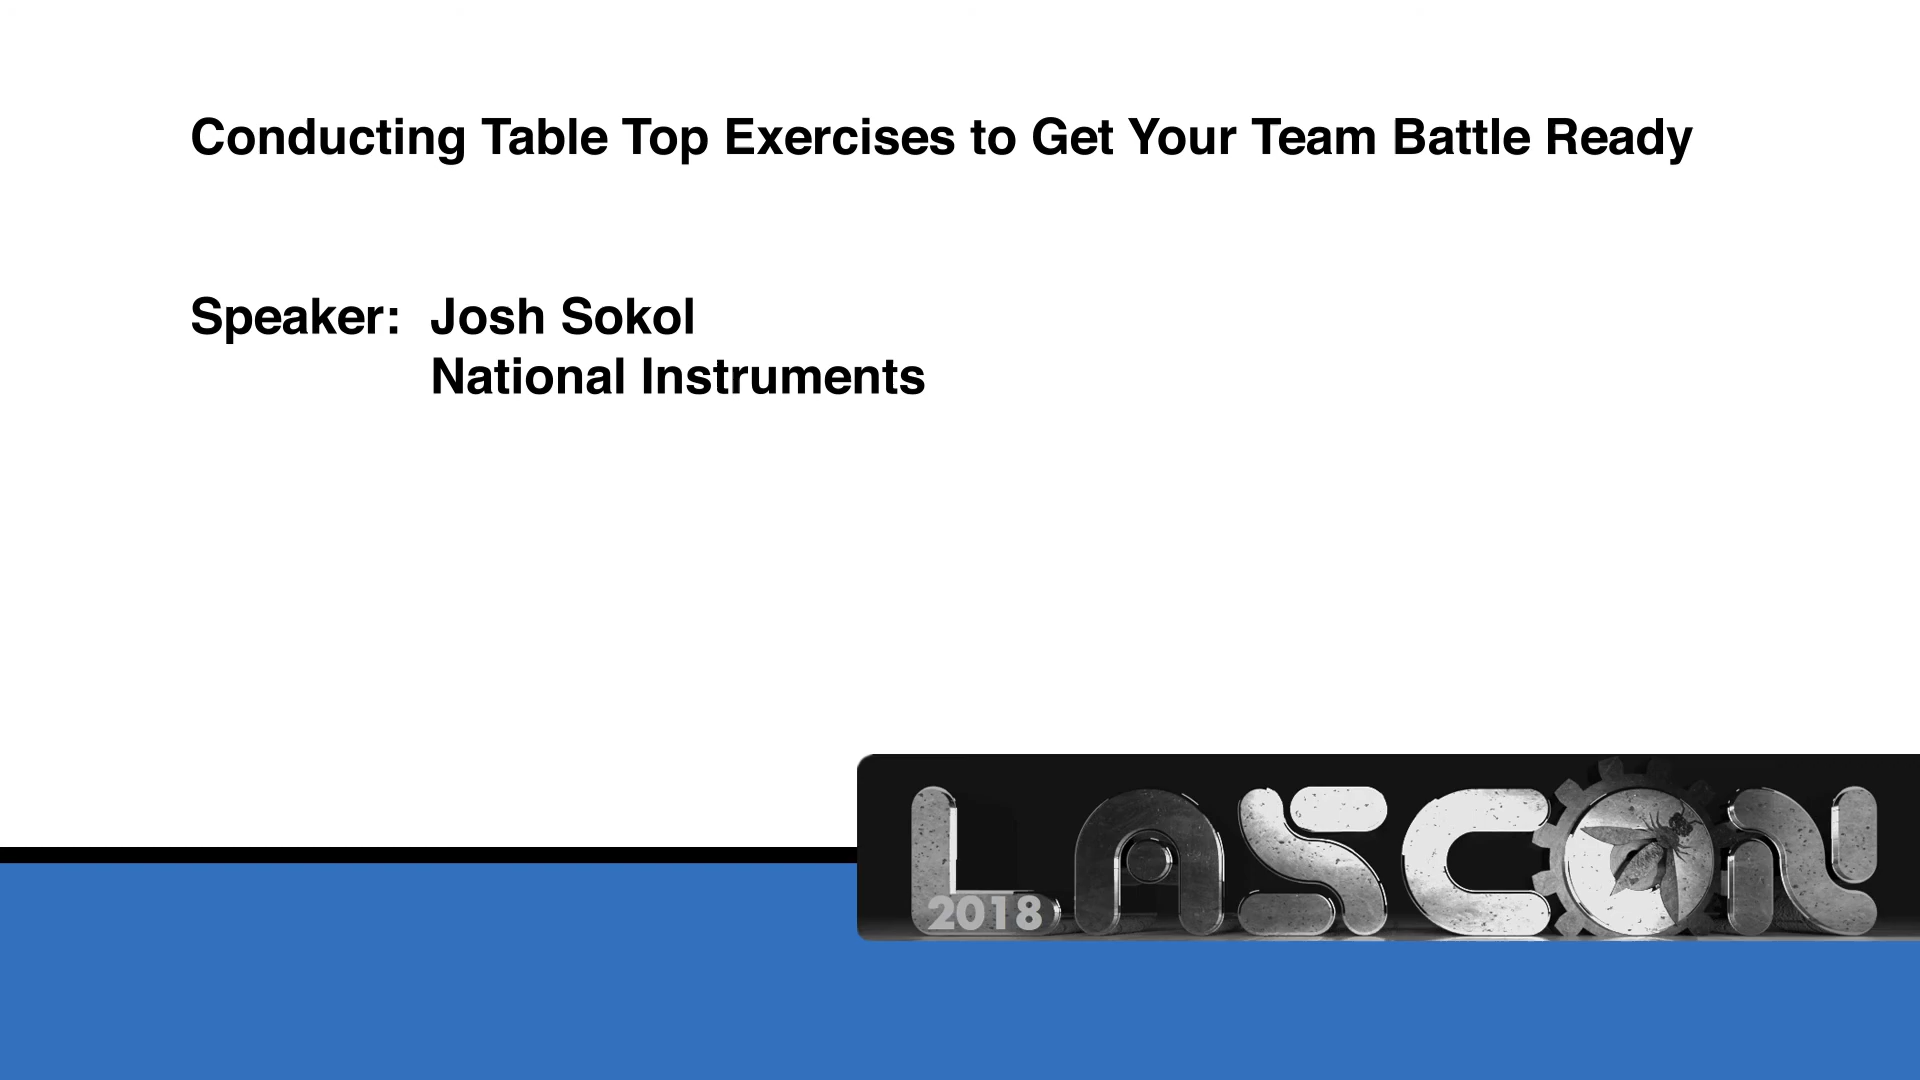 Conducting Table Top Exercises to Get Your Team Battle Ready
Speaker: Josh Sokol
National Instruments
LASCON
2018